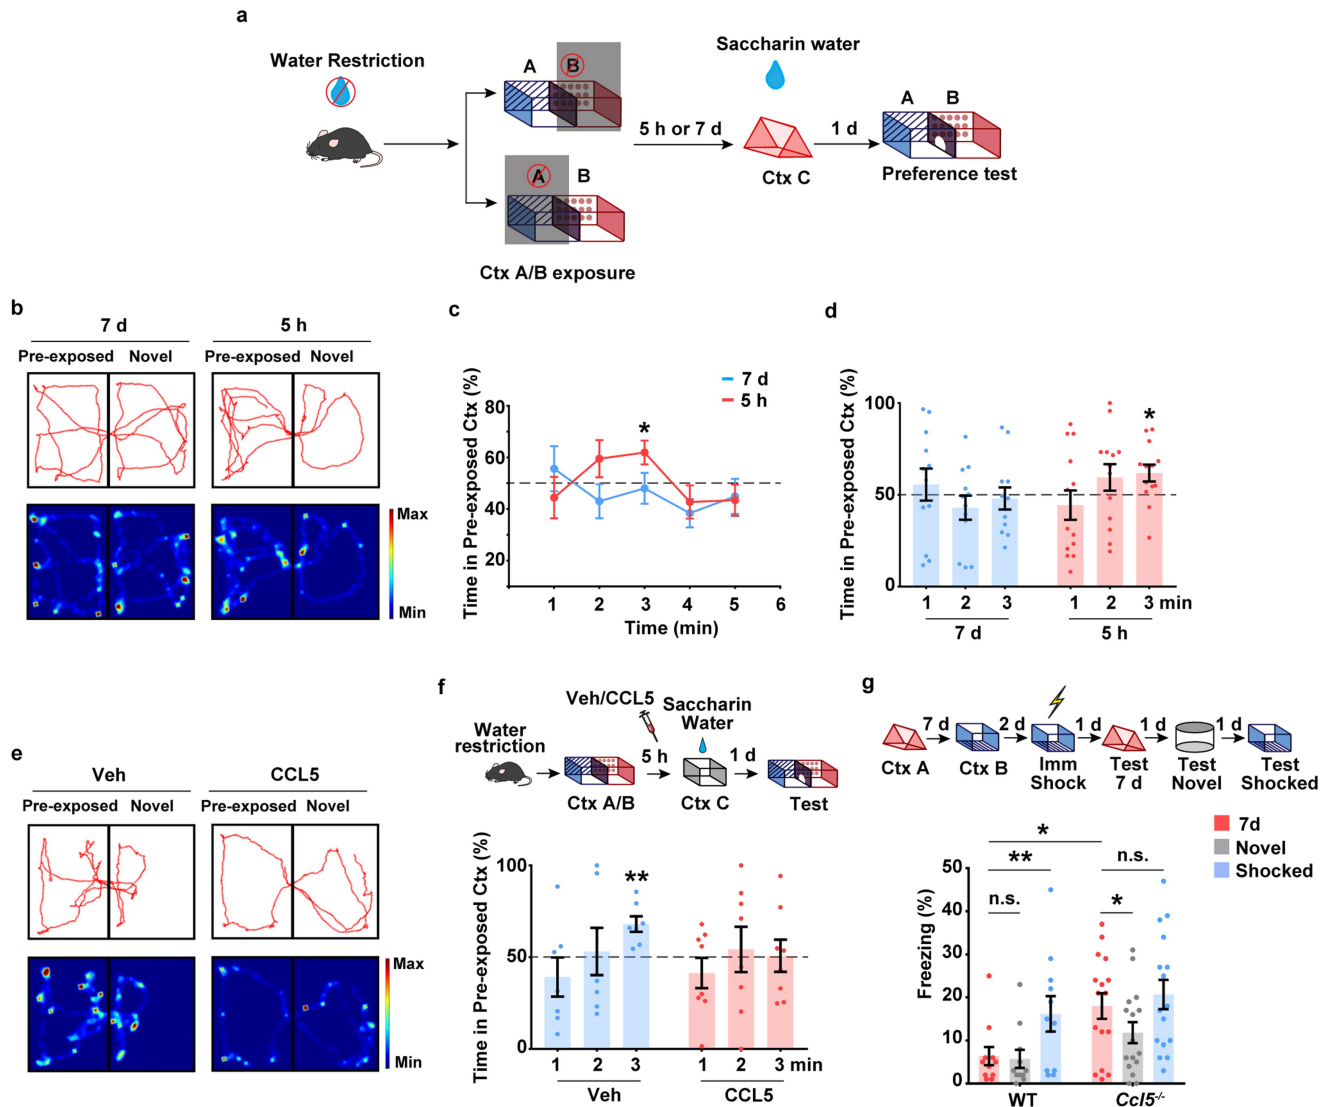 a
Water Restriction
A
B
A
B
Ctx A/B exposure
5 h or 7 d
Saccharin water
Ctx C
1 d
A
B
Preference test
b
7 d
5 h
Pre-exposed
Novel
Pre-exposed
Novel
Max
Min
c
7 d
5 h
Time in Pre-exposed Ctx (%)
80
60
40
20
*
1
2
3
4
5
6
Time (min)
d
Time in Pre-exposed Ctx (%)
100
50
0
*
1
2
3
1
2
3 min
7 d
5 h
e
Veh
CCL5
Pre-exposed
Novel
Pre-exposed
Novel
Max
Min
f
Water
restriction
Ctx A/B
Veh/CCL5
5 h
Saccharin
Water
Ctx C
1 d
Test
Time in Pre-exposed Ctx (%)
100
50
0
**
1
2
3
1
2
3 min
Veh
CCL5
g
Ctx A
7 d
Ctx B
2 d
Imm
Shock
1 d
Test
7 d
1 d
Test
Novel
1 d
Test
Shocked
7d
Novel
Shocked
Freezing (%)
50
40
30
20
10
0
*
**
n.s.
n.s.
*
WT
Ccl5-/-